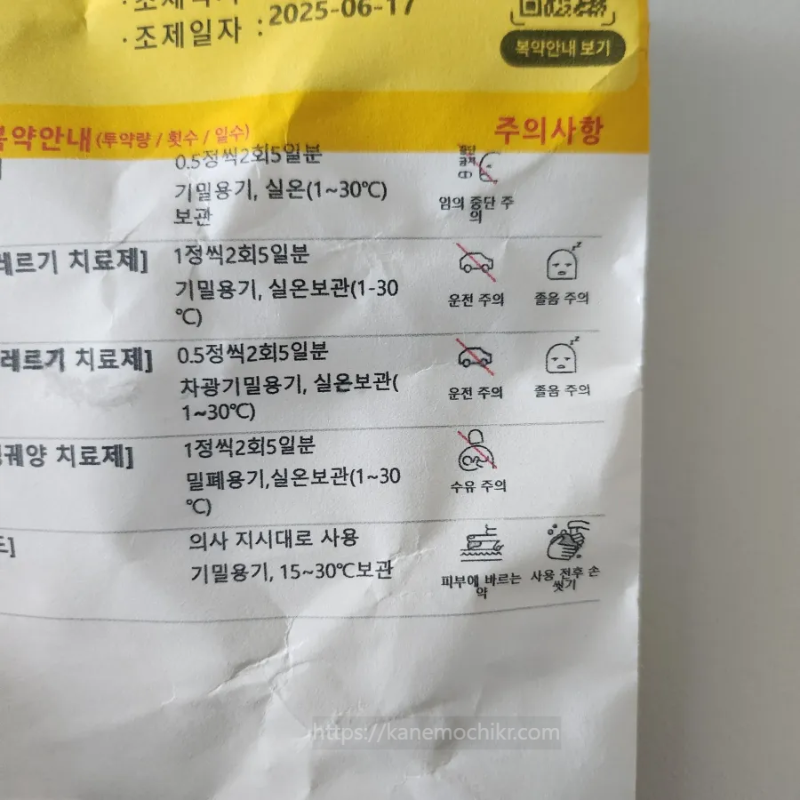 · 조제일자 : 2025-06-17
복약안내 보기
복약안내 (투약량 / 횟수 / 일수) 주의사항
0.5정씩2회5일분
기밀용기, 실온(1~30℃)
보관
임의 중단 주
의
레르기 치료제] 1정씩2회5일분
기밀용기, 실온보관(1-30
℃)
운전 주의 졸음 주의
레르기 치료제] 0.5정씩2회5일분
차광기밀용기, 실온보관(
1~30℃)
운전 주의 졸음 주의
궤양 치료제] 1정씩2회5일분
밀폐용기,실온보관(1~30
℃)
수유 주의
드] 의사 지시대로 사용
기밀용기, 15~30℃보관
피부에 바르는
약
사용 전후 손
씻기
https://kanemochikr.com